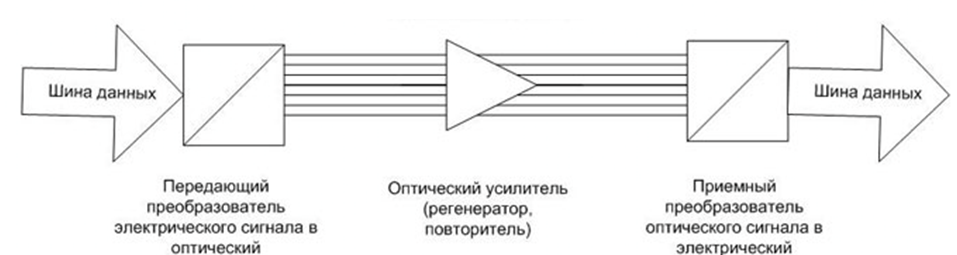 Шина данных
Шина данных
Передающий
преобразователь
электрического сигнала в
оптический
Оптический усилитель
(регенератор,
повторитель)
Приемный
преобразователь
оптического сигнала в
электрический